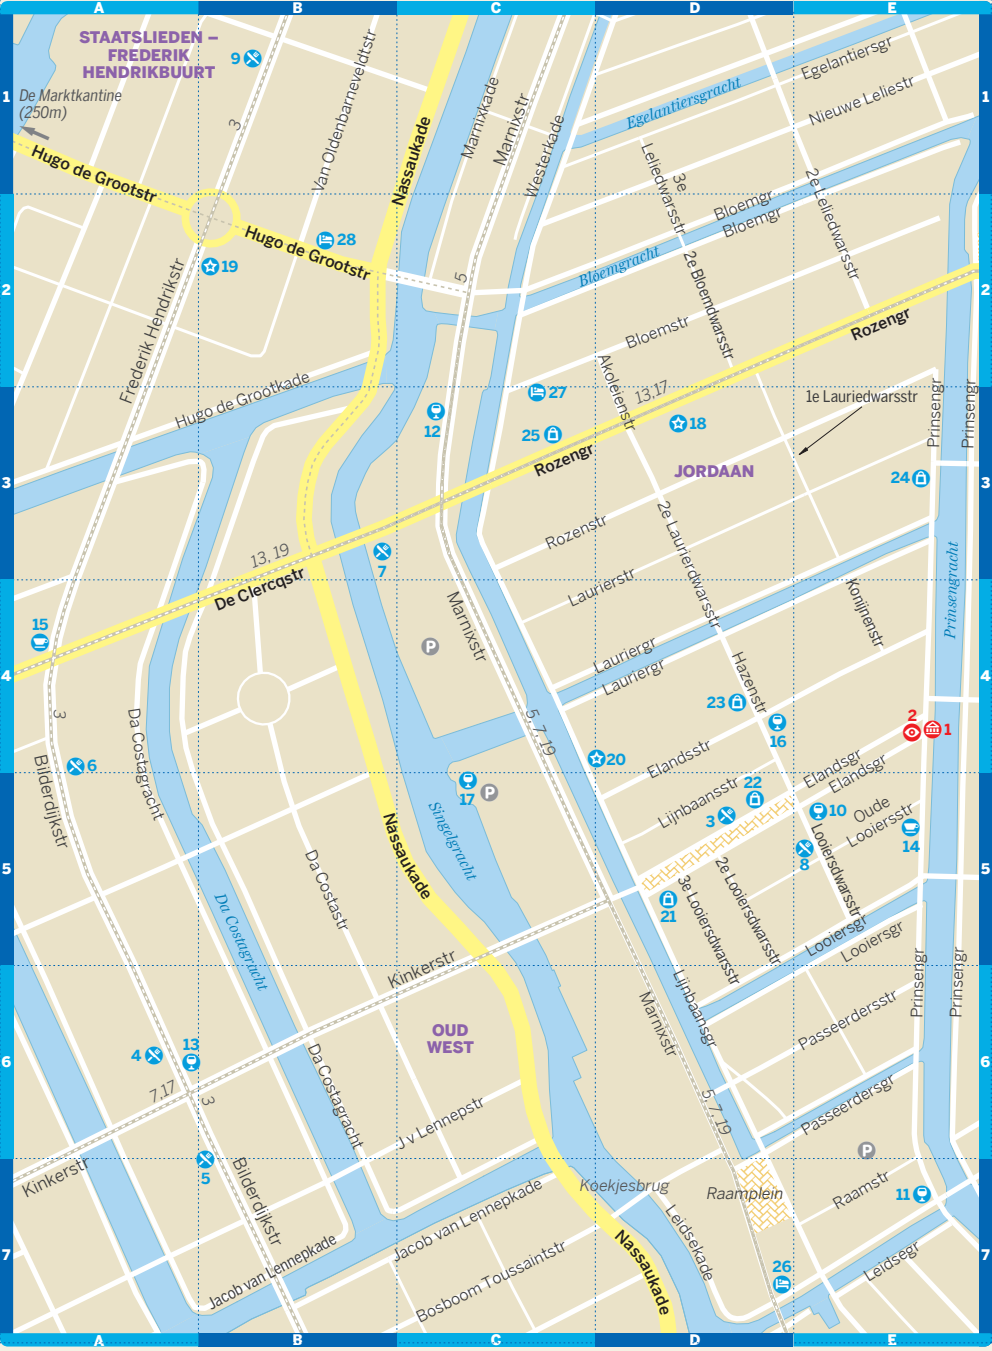 A
B
C
D
E
STAATSLIEDEN –
FREDERIK
HENDRIKBUURT
De Marktkantine
(250m)
1
1
9
3
Van Oldenbarneveldtstr
Nassaukade
Marnixkade
Marnixstr
Westerkade
Egelantiersgracht
Egelantiersgr
Nieuwe Leliestr
Hugo de Grootstr
3e
Leliedwarsstr
2e Leliedwarsstr
Bloemgr
Bloemgr
Hugo de Grootstr
28
19
5
Bloemgracht
2e Bloemdwarsstr
2
2
Frederik Hendrikstr
Bloemstr
Rozengr
Hugo de Grootkade
Akoleienstr
13,17
1e Lauriedwarsstr
Prinsengr
Prinsengr
27
12
25
18
Rozengr
JORDAAN
24
3
3
Rozenstr
2e Laurierdwarsstr
13, 19
7
De Clercqstr
Laurierstr
Konijnenstr
Prinsengracht
15
Marnixstr
P
Lauriergr
Lauriergr
4
4
Hazenstr
23
16
2
1
3
Da Costagracht
5, 7, 19
Bilderdijkstr
6
20
Elandsstr
Elandsgr
Elandsgr
17
P
Lijnbaansstr
22
3
10
Oude
Looiersstr
14
Singelgracht
Nassaukade
8
Looiersdwarsstr
5
5
Da Costastr
2e Looiersdwarsstr
3e Looiersdwarsstr
21
Da Costagracht
Looiersgr
Looiersgr
Kinkerstr
Prinsengr
Prinsengr
Lijnbaansgr
Marnixstr
Passeerdersstr
OUD
WEST
4
13
6
6
7,17
3
Da Costagracht
J v Lennepstr
5, 7, 19
Passeerdersgr
P
Kinkerstr
5
Bilderdijkstr
Koekjesbrug
Raamplein
Raamstr
11
Jacob van Lennepkade
Jacob van Lennepkade
Leidsekade
Nassaukade
Leidsegr
7
7
26
Bosboom Toussaintstr
A
B
C
D
E